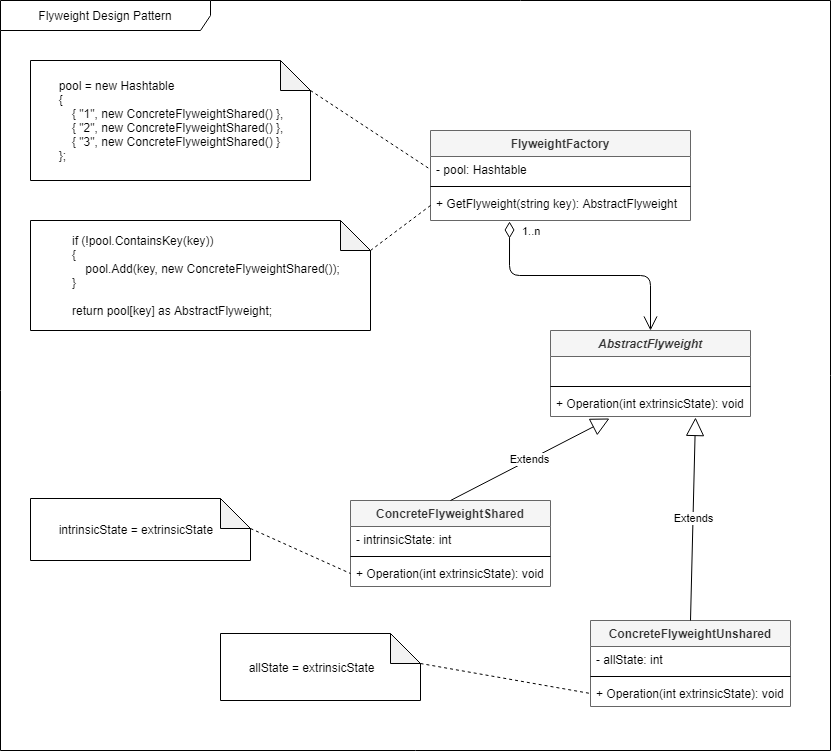 Flyweight Design Pattern
pool = new Hashtable
{
{ "1", new ConcreteFlyweightShared() },
{ "2", new ConcreteFlyweightShared() },
{ "3", new ConcreteFlyweightShared() }
};
FlyweightFactory
- pool: Hashtable
+ GetFlyweight(string key): AbstractFlyweight
1..n
if (!pool.ContainsKey(key))
{
pool.Add(key, new ConcreteFlyweightShared());
}
return pool[key] as AbstractFlyweight;
AbstractFlyweight
+ Operation(int extrinsicState): void
Extends
Extends
intrinsicState = extrinsicState
ConcreteFlyweightShared
- intrinsicState: int
+ Operation(int extrinsicState): void
allState = extrinsicState
ConcreteFlyweightUnshared
- allState: int
+ Operation(int extrinsicState): void